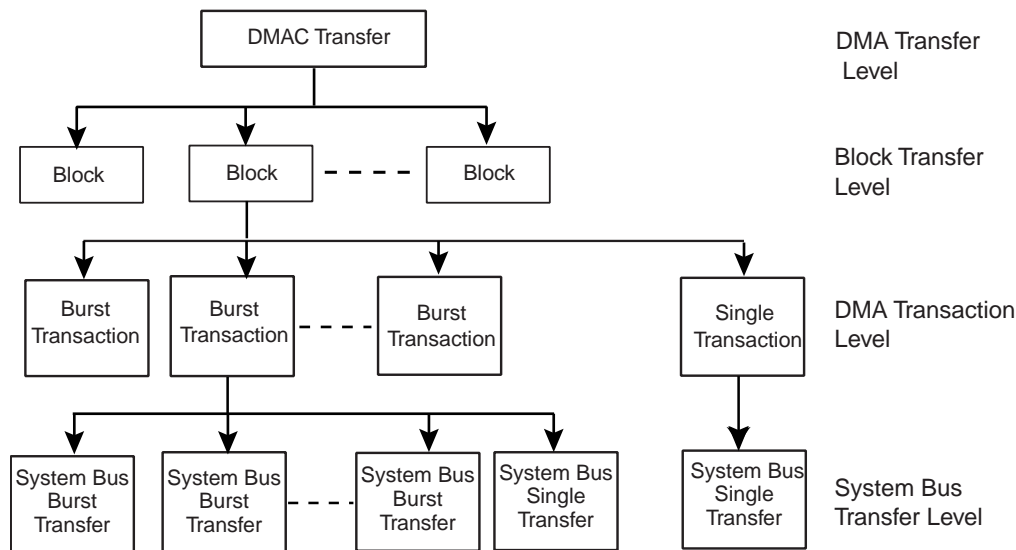 DMAC Transfer
DMA Transfer
Level
Block
Block
Block
Block Transfer
Level
Burst
Transaction
Burst
Transaction
Burst
Transaction
Single
Transaction
DMA Transaction
Level
System Bus
Burst
Transfer
System Bus
Burst
Transfer
System Bus
Burst
Transfer
System Bus
Single
Transfer
System Bus
Single
Transfer
System Bus
Transfer Level